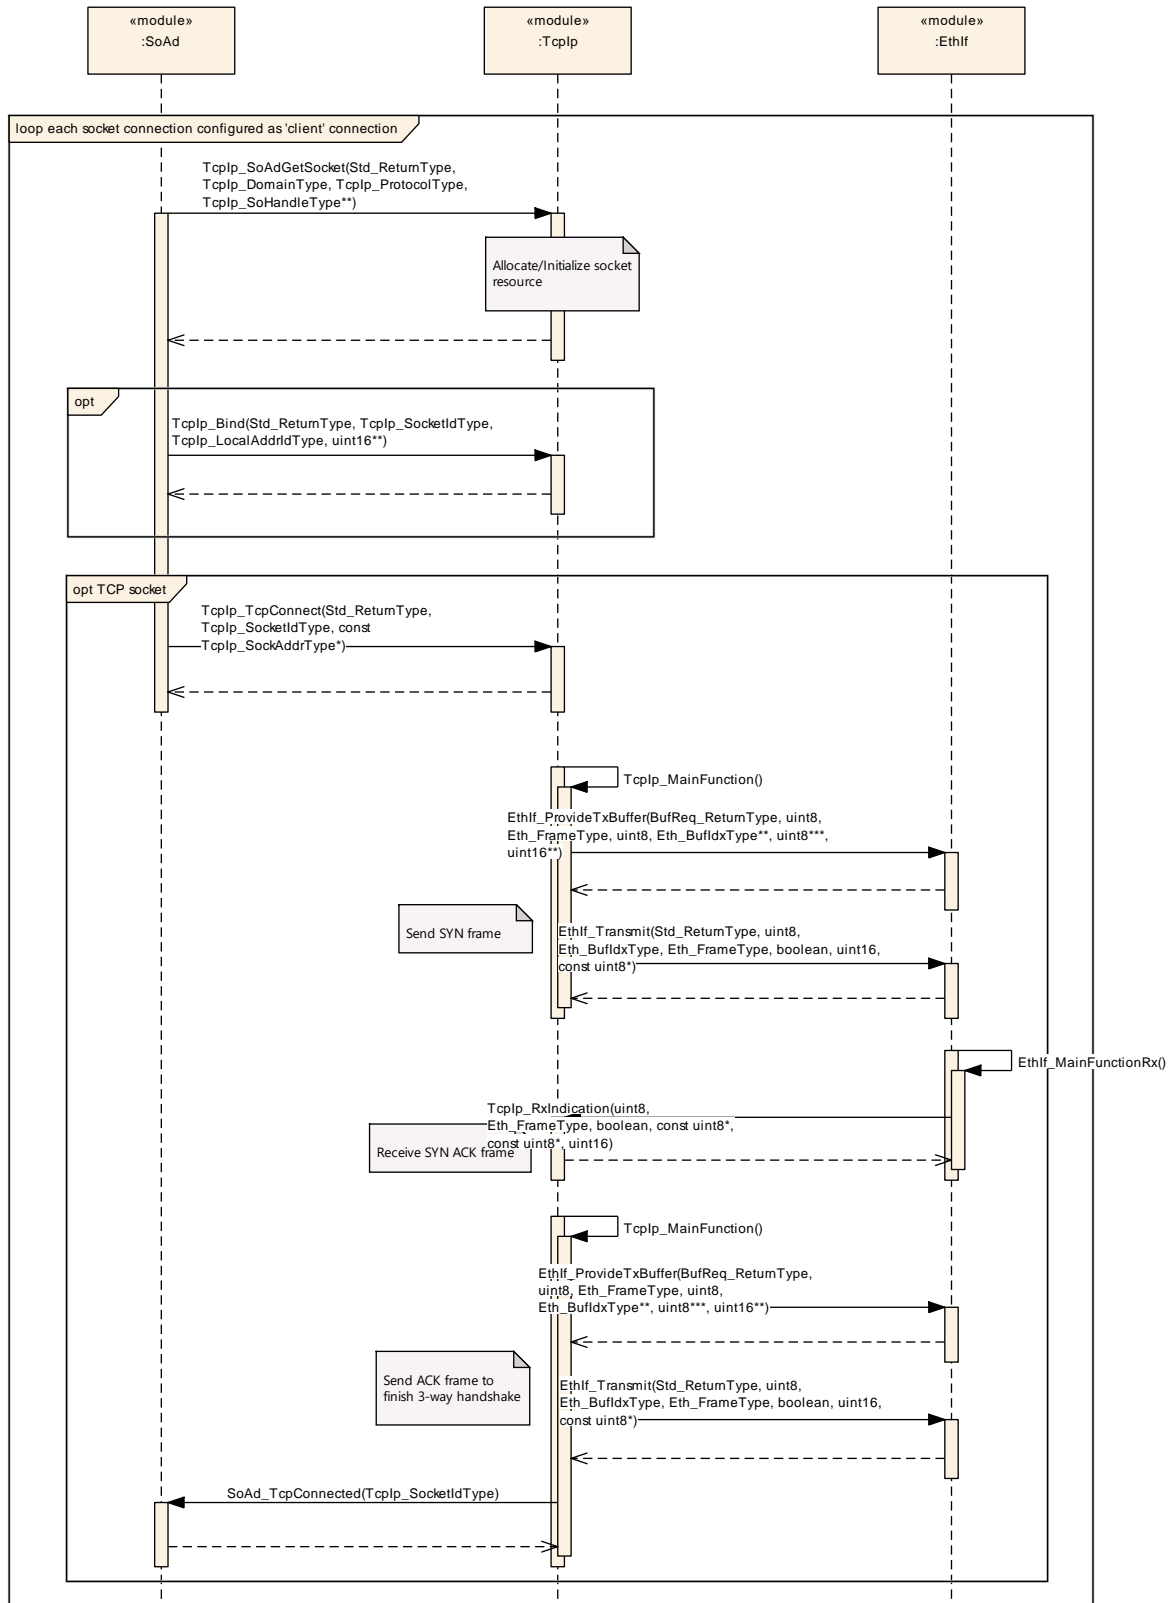 «module»
:SoAd
«module»
:TcpIp
«module»
:EthIf
loop each socket connection configured as 'client' connection
TcpIp_SoAdGetSocket(Std_ReturnType,
TcpIp_DomainType, TcpIp_ProtocolType,
TcpIp_SoHandleType**)
Allocate/Initialize socket
resource
opt
TcpIp_Bind(Std_ReturnType, TcpIp_SocketIdType,
TcpIp_LocalAddrIdType, uint16**)
opt TCP socket
TcpIp_TcpConnect(Std_ReturnType,
TcpIp_SocketIdType, const
TcpIp_SockAddrType*)
TcpIp_MainFunction()
EthIf_ProvideTxBuffer(BufReq_ReturnType, uint8,
Eth_FrameType, uint8, Eth_BufIdxType**, uint8***,
uint16**)
Send SYN frame
EthIf_Transmit(Std_ReturnType, uint8,
Eth_BufIdxType, Eth_FrameType, boolean, uint16,
const uint8*)
EthIf_MainFunctionRx()
TcpIp_RxIndication(uint8,
Eth_FrameType, boolean, const uint8*,
const uint8*, uint16)
Receive SYN ACK frame
TcpIp_MainFunction()
EthIf_ProvideTxBuffer(BufReq_ReturnType,
uint8, Eth_FrameType, uint8,
Eth_BufIdxType**, uint8***, uint16**)
Send ACK frame to
finish 3-way handshake
EthIf_Transmit(Std_ReturnType, uint8,
Eth_BufIdxType, Eth_FrameType, boolean, uint16,
const uint8*)
SoAd_TcpConnected(TcpIp_SocketIdType)